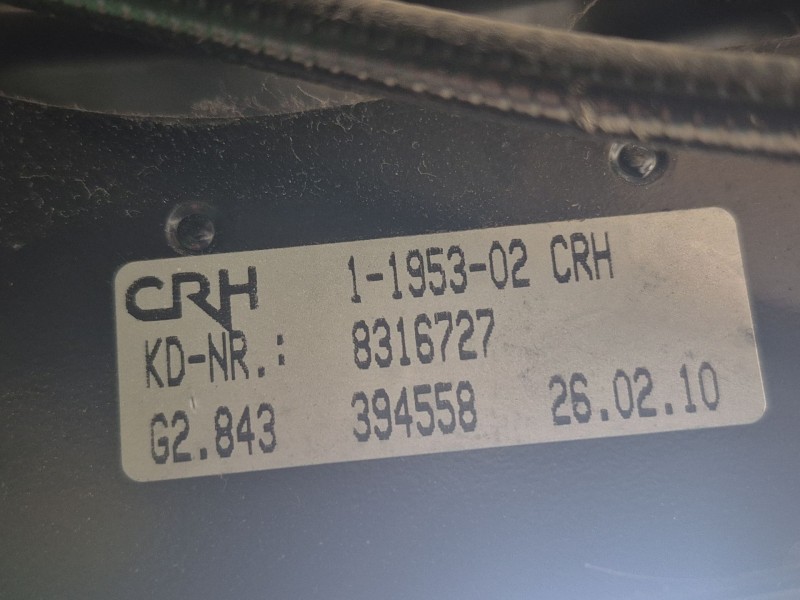 CRH 1-1953-02 CRH
KD-NR.: 8316727
G2.843 394558 26.02.10